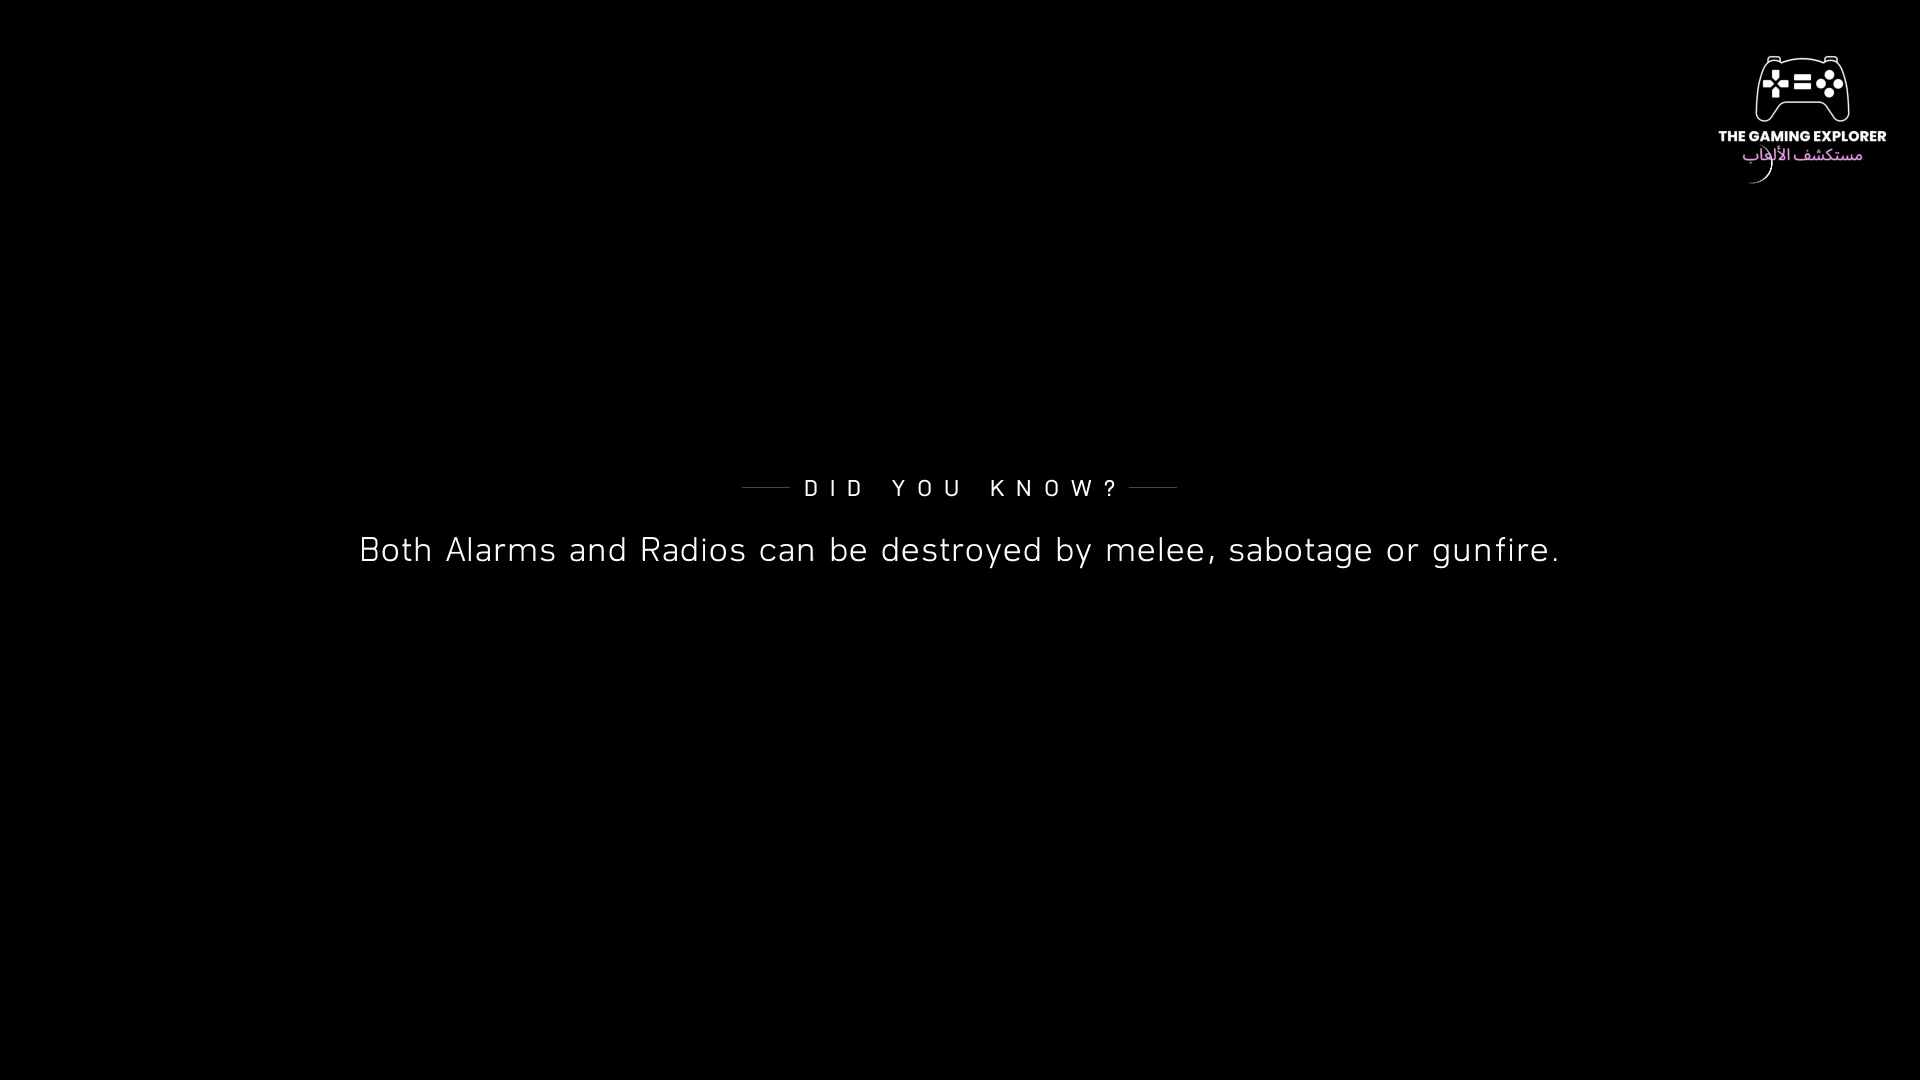 THE GAMING EXPLORER
مستكشف الألعاب
DID YOU KNOW?
Both Alarms and Radios can be destroyed by melee, sabotage or gunfire.